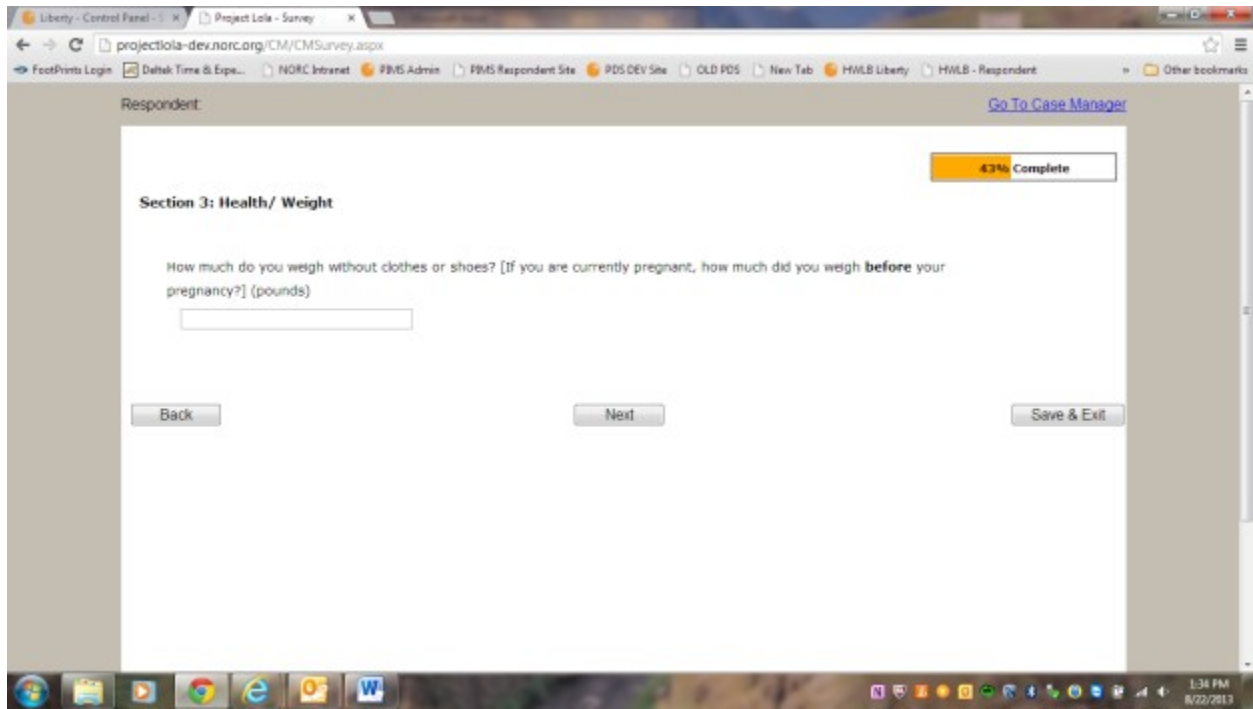 Liberty - Control Panel - S
Project Lola - Survey
projectlola-dev.norc.org/CM/CMSurvey.aspx
FootPrints Login Deltek Time & Expe... NORC Intranet PIMS Admin PIMS Respondent Site PDS DEV Site OLD PDS New Tab HWLB Liberty HWLB - Respondent » Other bookmarks
Respondent: Go To Case Manager
43% Complete
Section 3: Health/ Weight
How much do you weigh without clothes or shoes? [If you are currently pregnant, how much did you weigh before your
pregnancy?] (pounds)
Back Next Save & Exit
1:34 PM
8/22/2013